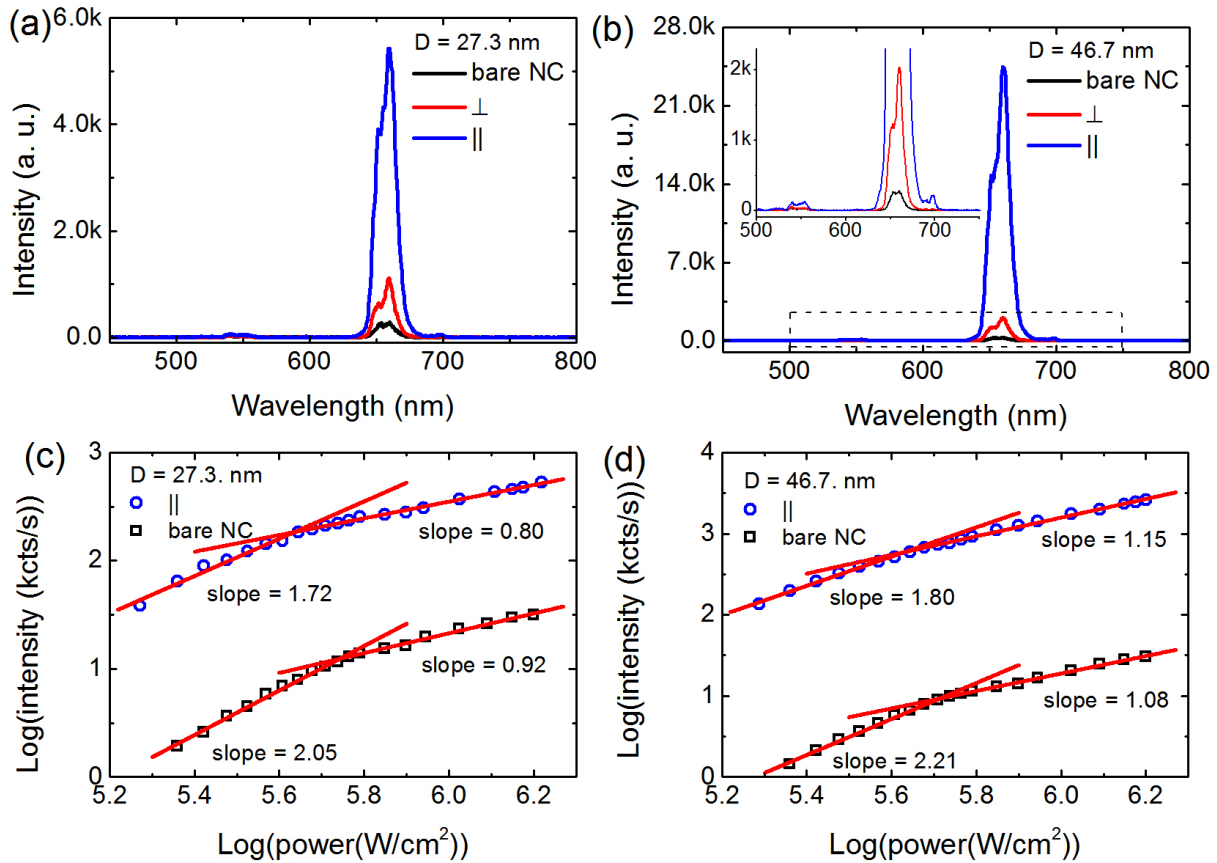 (a)
6.0k
4.0k
2.0k
0.0k
Intensity (a. u.)
D = 27.3 nm
bare NC
⊥
||
500
600
700
800
Wavelength (nm)
(b)
28.0k
21.0k
14.0k
7.0k
0.0k
Intensity (a. u.)
D = 46.7 nm
bare NC
⊥
||
2k
1k
0
500
600
700
500
600
700
800
Wavelength (nm)
(c)
3
2
1
0
Log(intensity (kcts/s))
D = 27.3. nm
||
bare NC
slope = 0.80
slope = 1.72
slope = 0.92
slope = 2.05
5.2
5.4
5.6
5.8
6.0
6.2
Log(power(W/cm²))
(d)
4
3
2
1
0
Log(intensity (kcts/s))
D = 46.7. nm
||
bare NC
slope = 1.15
slope = 1.80
slope = 1.08
slope = 2.21
5.2
5.4
5.6
5.8
6.0
6.2
Log(power(W/cm²))